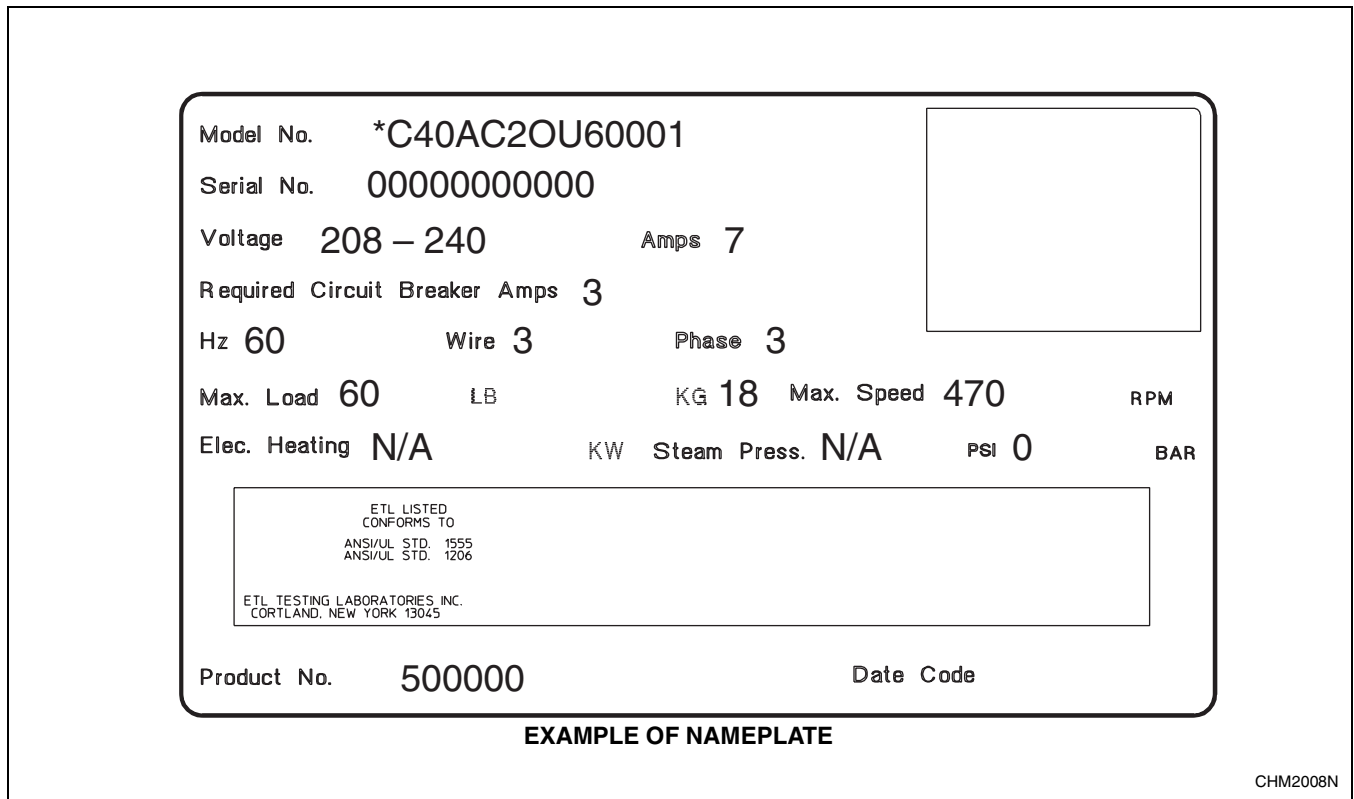 Model No. *C40AC2OU60001
Serial No. 00000000000
Voltage 208 – 240 Amps 7
Required Circuit Breaker Amps 3
Hz 60 Wire 3 Phase 3
Max. Load 60 LB KG 18 Max. Speed 470 RPM
Elec. Heating N/A KW Steam Press. N/A PSI 0 BAR
ETL LISTED
CONFORMS TO
ANSI/UL STD. 1555
ANSI/UL STD. 1206
ETL TESTING LABORATORIES INC.
CORTLAND, NEW YORK 13045
Product No. 500000 Date Code
EXAMPLE OF NAMEPLATE
CHM2008N